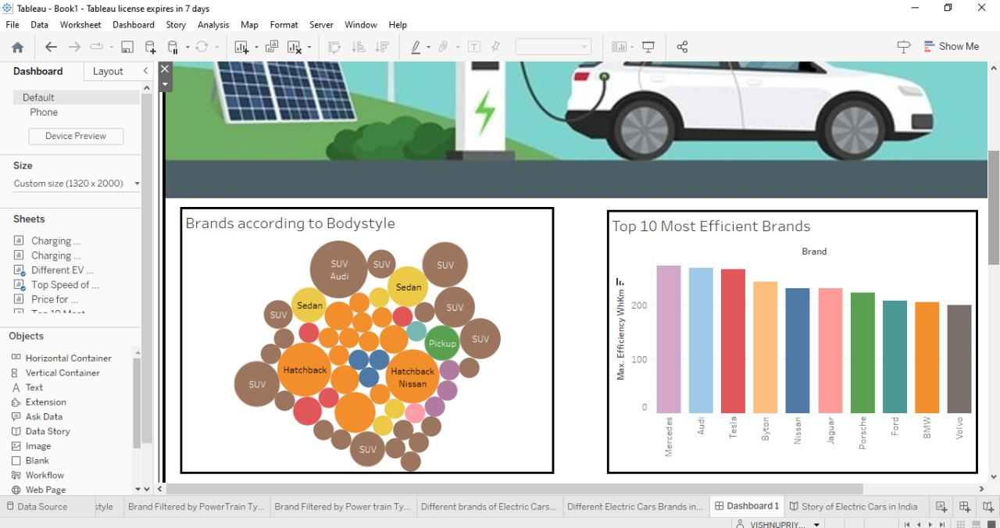 Tableau - Book1 - Tableau license expires in 7 days
File Data Worksheet Dashboard Story Analysis Map Format Server Window Help
Show Me
Dashboard Layout
Default
Phone
Device Preview
Size
Custom size (1320 x 2000)
Sheets
Charging ...
Charging ...
Different EV ...
Top Speed of ...
Price for ...
Objects
Horizontal Container
Vertical Container
Text
Extension
Ask Data
Data Story
Image
Blank
Workflow
Web Page
Brands according to Bodystyle
SUV
Audi
SUV
SUV
Sedan
Sedan
SUV
SUV
SUV
Pickup
Hatchback
Hatchback
Nissan
SUV
SUV
Top 10 Most Efficient Brands
Brand
Max. Efficiency WhKm
200
100
0
Mercedes
Audi
Tesla
Byton
Nissan
Jaguar
Porsche
Ford
BMW
Volvo
Data Source style Brand Filtered by PowerTrain Ty... Brand Filtered by Power train Ty... Different brands of Electric Cars... Different Electric Cars Brands in... Dashboard 1 Story of Electric Cars in India
VISHNUPRIY...